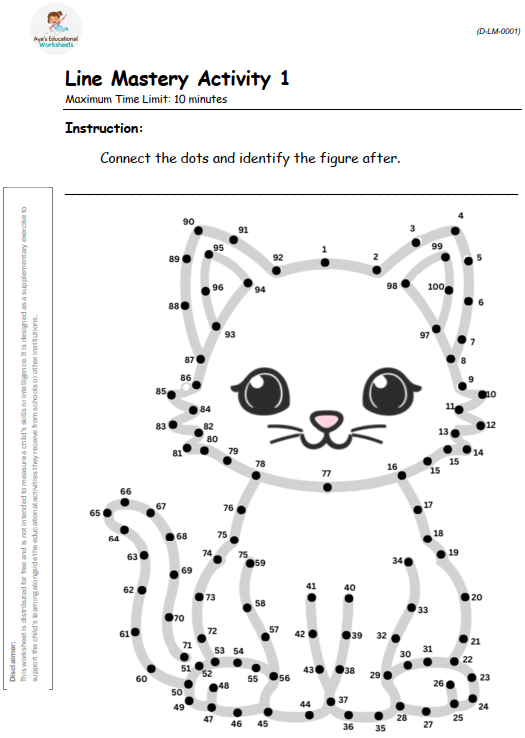 Aya's Educational
Worksheets
(D-LM-0001)
Line Mastery Activity 1
Maximum Time Limit: 10 minutes
Instruction:
Connect the dots and identify the figure after.
Disclaimer:
This worksheet is distributed for free and is not intended to measure a child's skills or intelligence. It is designed as a supplementary exercise to
support the child's learning alongside the educational activities they receive from schools or other institutions.
90 91 92 1 2 3 4
89 95 99 5
88 96 94 98 100 6
93 97 7
87 8
86 9
85 10
84 11
83 82 13 12
81 80 79 78 77 16 15 15 14
66
65 67 76 17
64 68 75 18
63 74 75 59 34 19
69
62 73 41 40 20
70 58 33
61 72 57 42 39 32 21
71
60 51 52 53 54 55 56 43 38 29 30 31 22
50 48 26 23
49 47 46 45 44 37 36 35 28 27 25 24